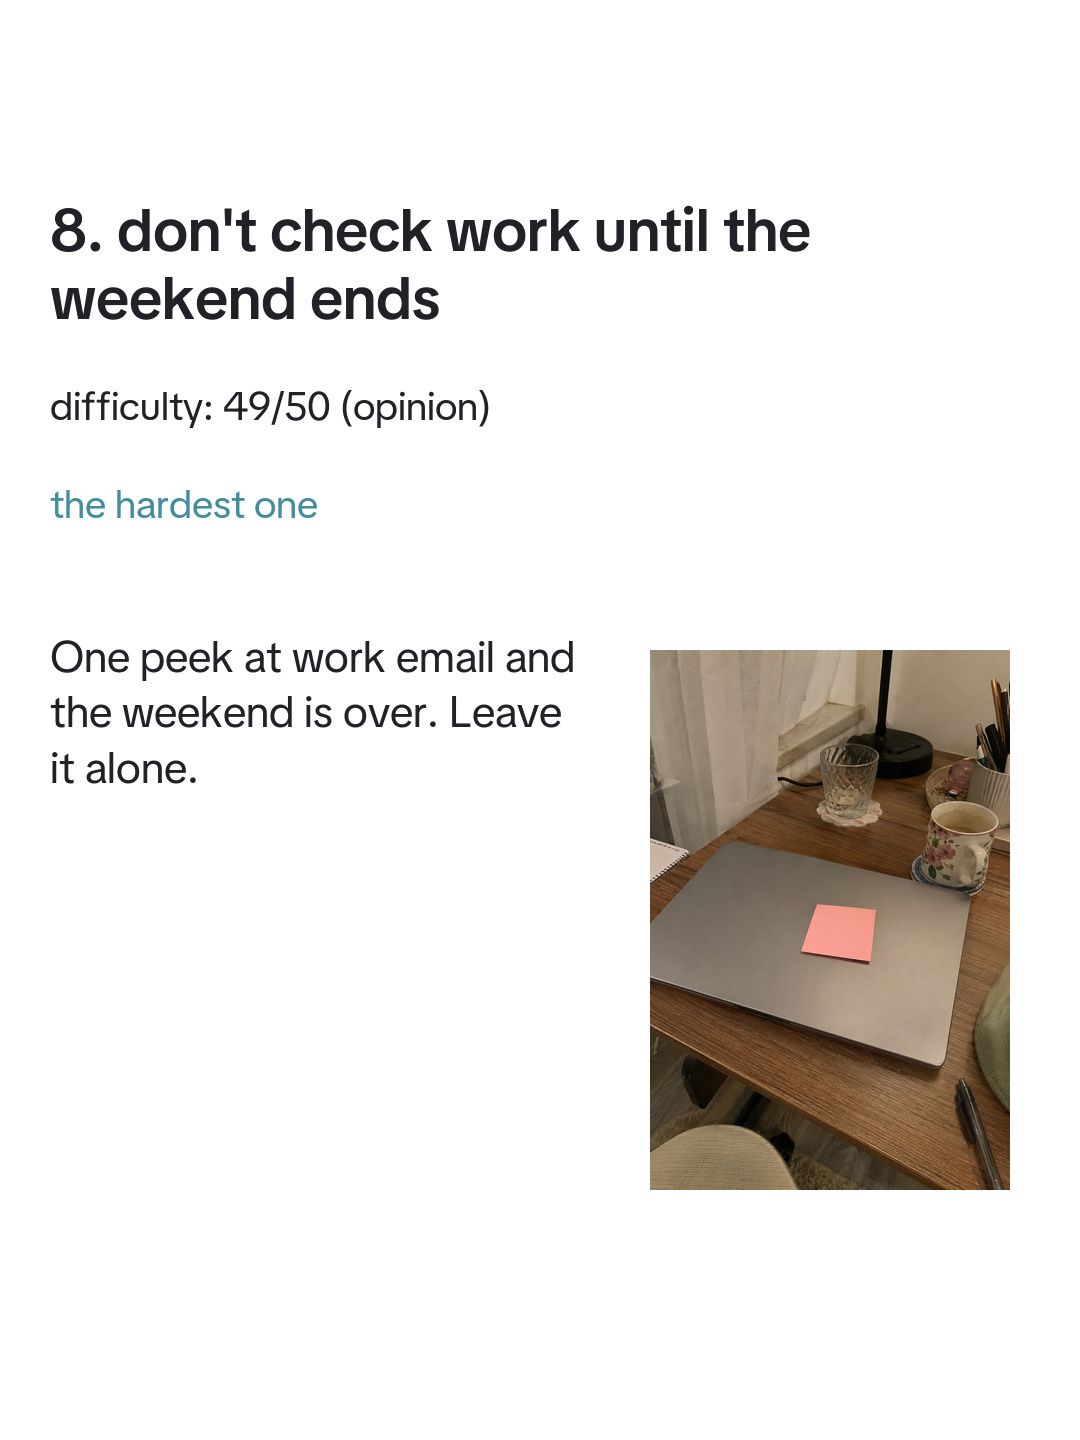 8. don't check work until the
weekend ends
difficulty: 49/50 (opinion)
the hardest one
One peek at work email and
the weekend is over. Leave
it alone.